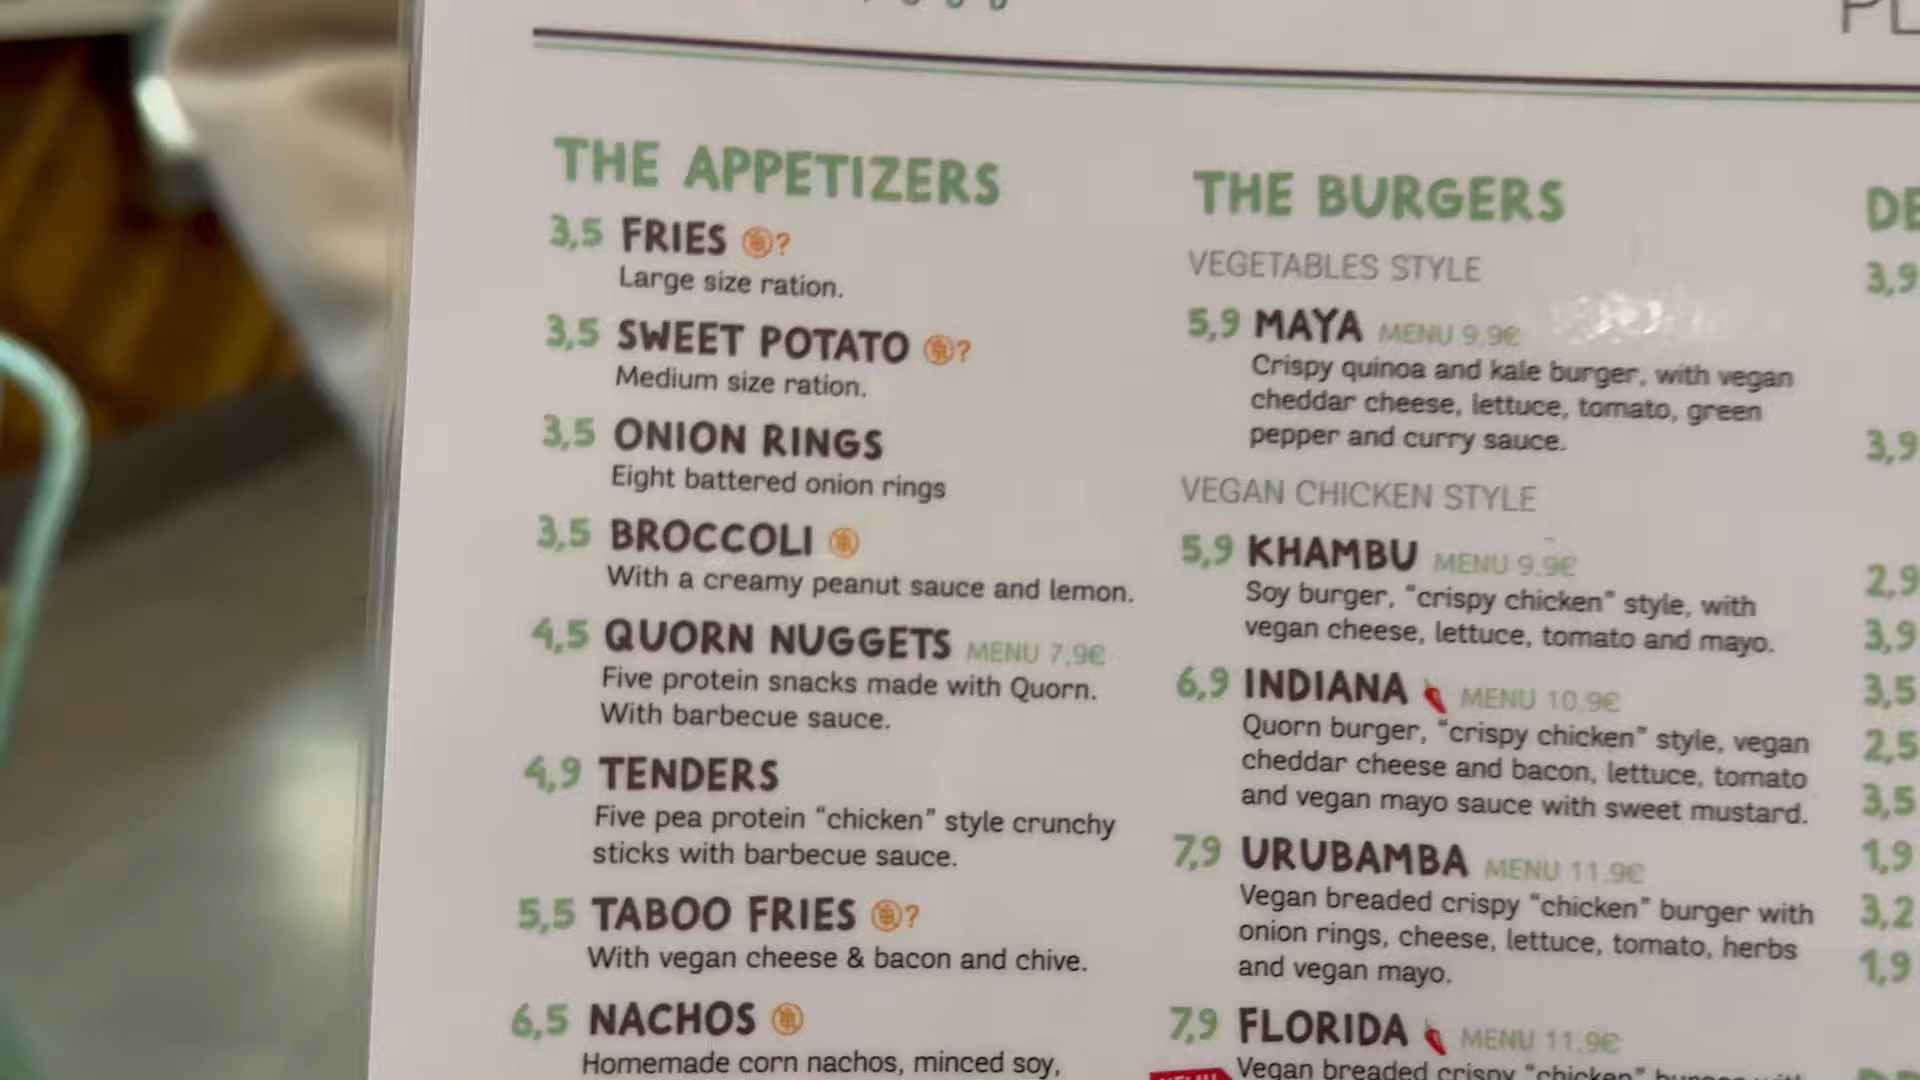 THE APPETIZERS
3,5 FRIES ?
Large size ration.
3,5 SWEET POTATO ?
Medium size ration.
3,5 ONION RINGS
Eight battered onion rings
3,5 BROCCOLI
With a creamy peanut sauce and lemon.
4,5 QUORN NUGGETS MENU 7,9€
Five protein snacks made with Quorn.
With barbecue sauce.
4,9 TENDERS
Five pea protein “chicken” style crunchy
sticks with barbecue sauce.
5,5 TABOO FRIES ?
With vegan cheese & bacon and chive.
6,5 NACHOS
Homemade corn nachos, minced soy,
THE BURGERS
VEGETABLES STYLE
5,9 MAYA MENU 9,9€
Crispy quinoa and kale burger, with vegan
cheddar cheese, lettuce, tomato, green
pepper and curry sauce.
VEGAN CHICKEN STYLE
5,9 KHAMBU MENU 9,9€
Soy burger, “crispy chicken” style, with
vegan cheese, lettuce, tomato and mayo.
6,9 INDIANA MENU 10,9€
Quorn burger, “crispy chicken” style, vegan
cheddar cheese and bacon, lettuce, tomato
and vegan mayo sauce with sweet mustard.
7,9 URUBAMBA MENU 11,9€
Vegan breaded crispy “chicken” burger with
onion rings, cheese, lettuce, tomato, herbs
and vegan mayo.
7,9 FLORIDA MENU 11,9€
Vegan breaded crispy “chicken” burger with
DE
3,9
3,9
2,9
3,9
3,5
2,5
3,5
1,9
3,2
1,9